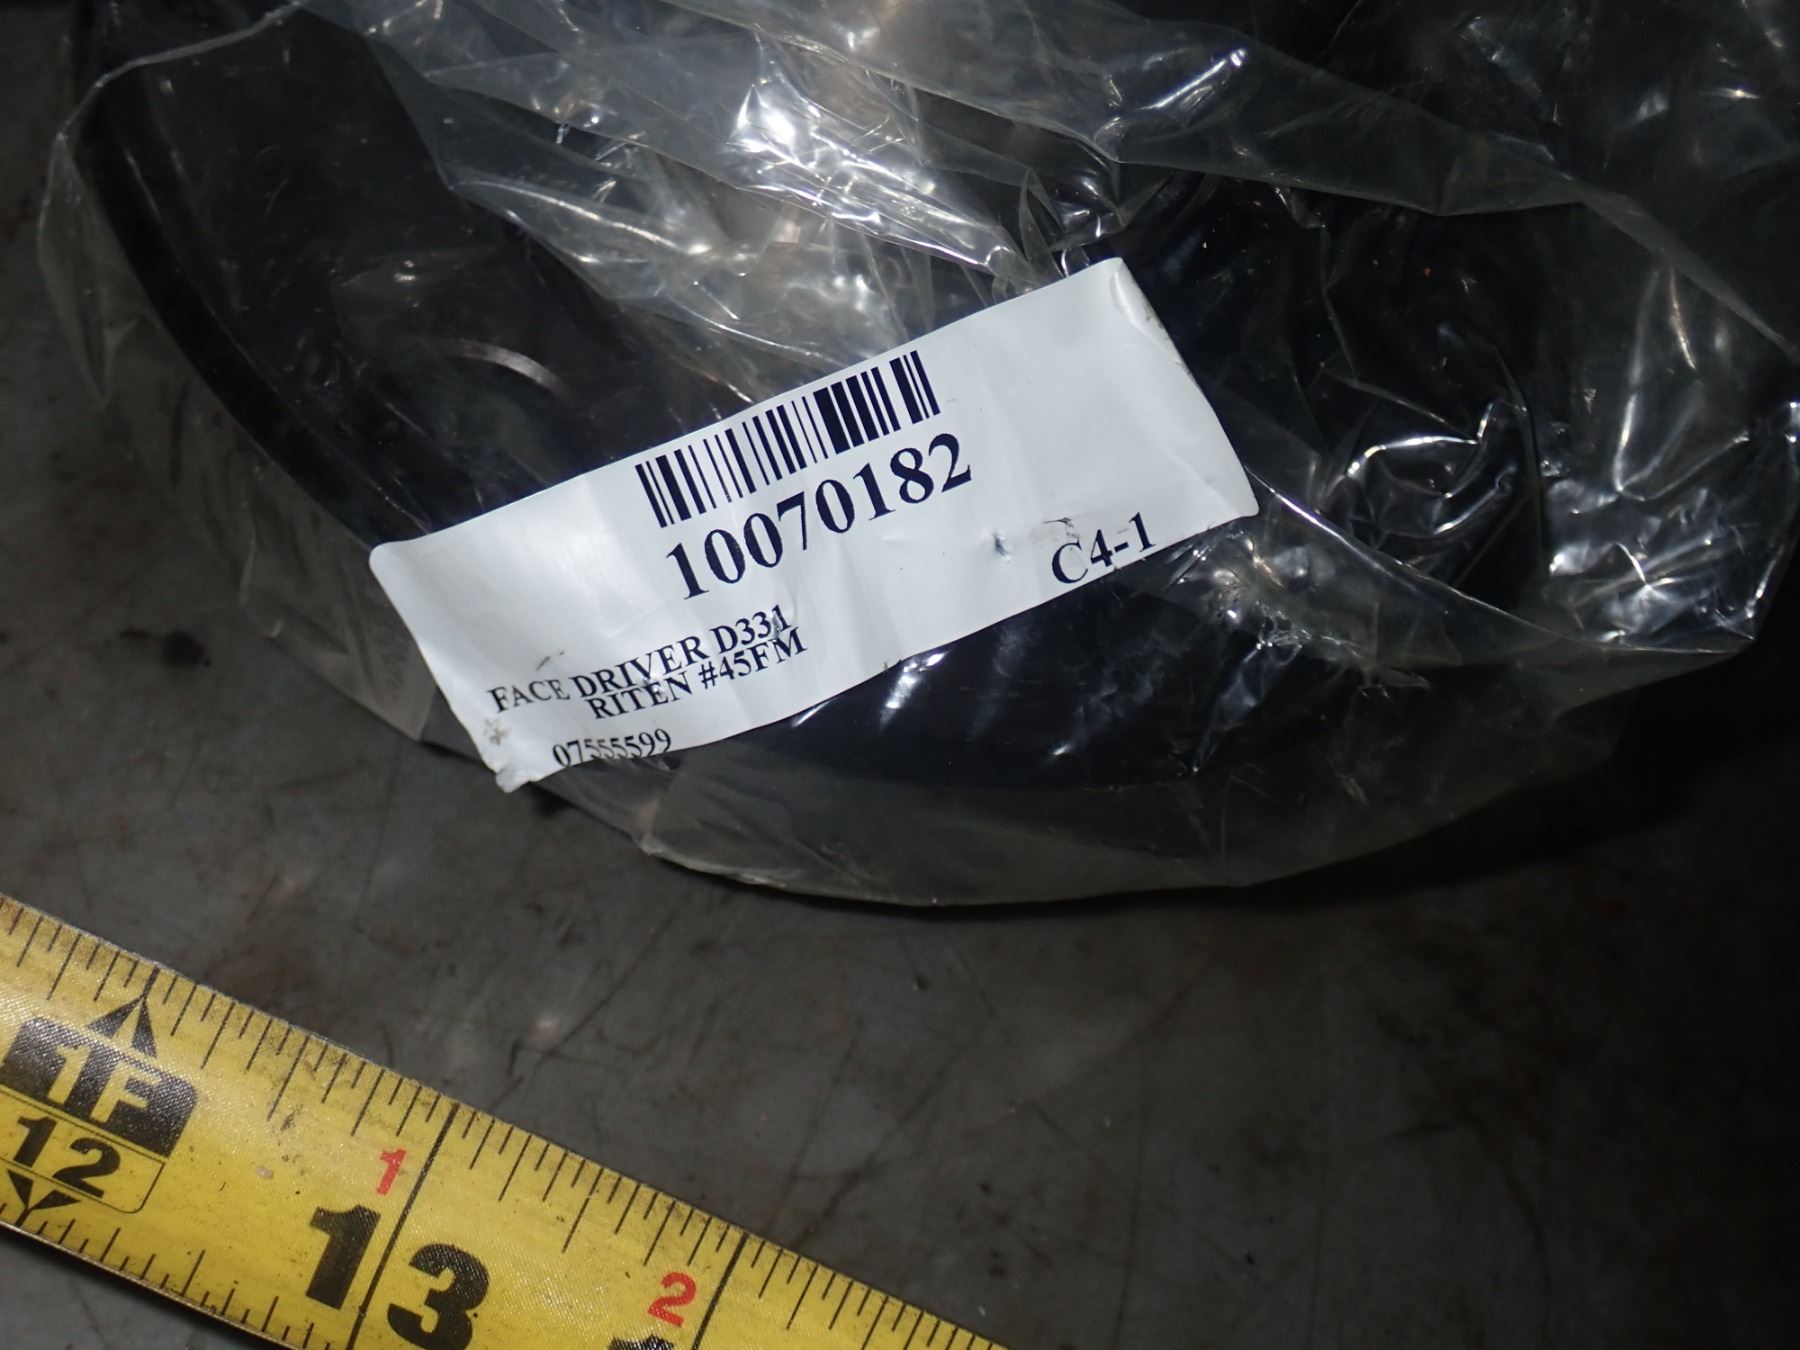 10070182
C4-1
FACE DRIVER D331
RITEN #45FM
07555599
1F
12
1
13
2